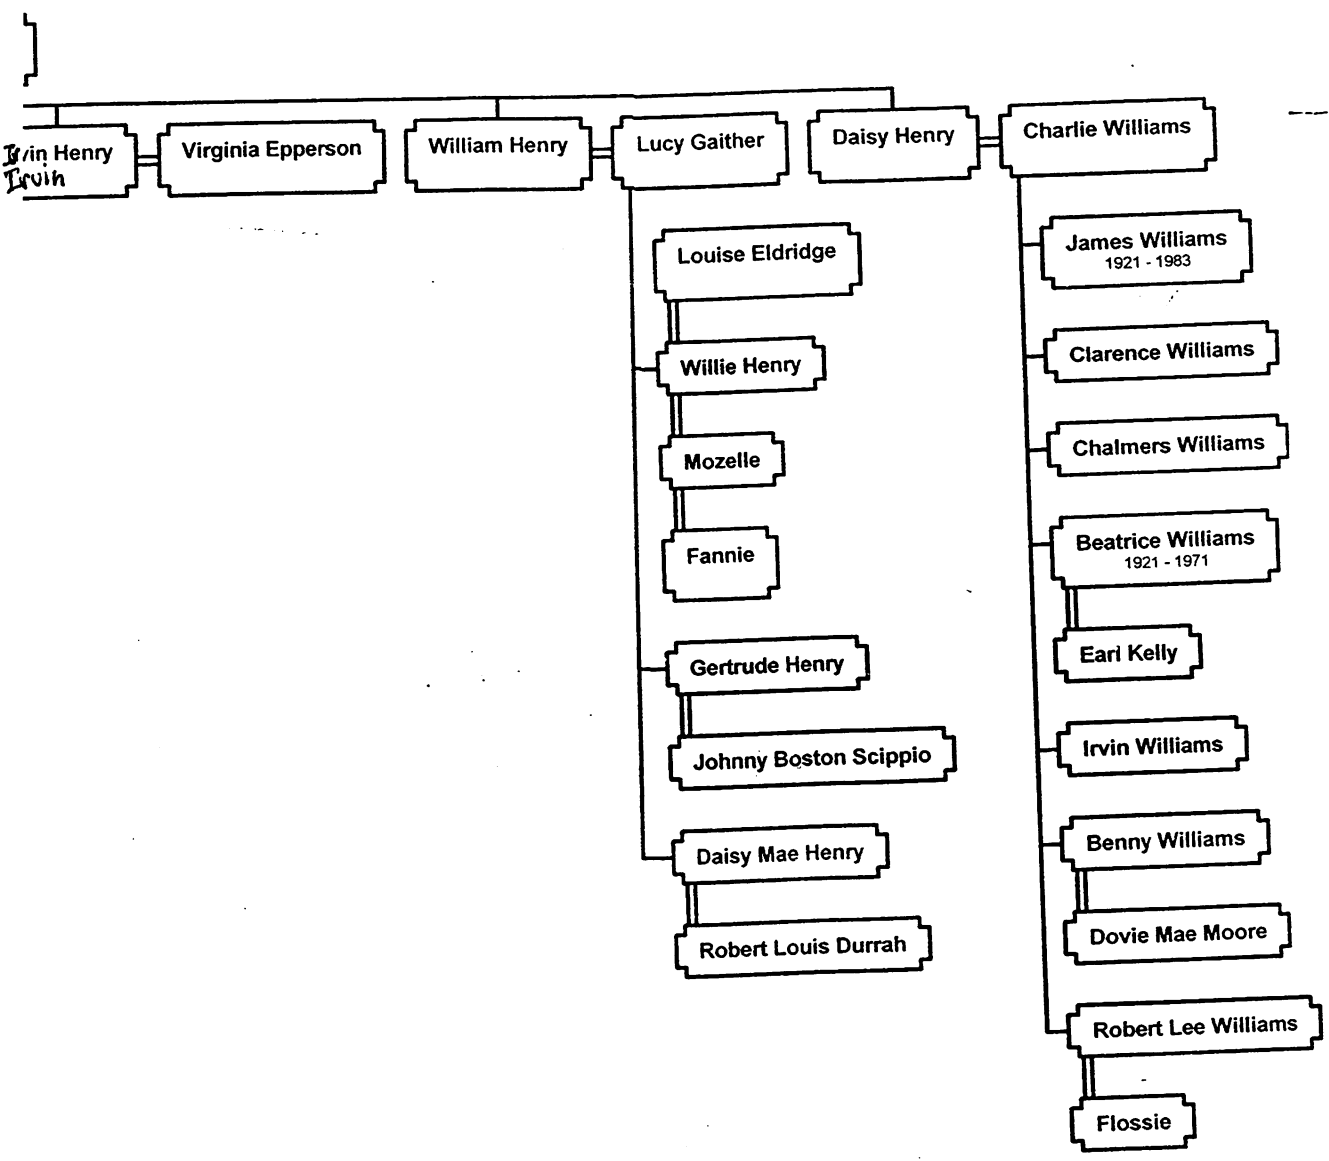 Irvin Henry
Irvin
Virginia Epperson
William Henry
Lucy Gaither
Daisy Henry
Charlie Williams
Louise Eldridge
Willie Henry
Mozelle
Fannie
Gertrude Henry
Johnny Boston Scippio
Daisy Mae Henry
Robert Louis Durrah
James Williams
1921 - 1983
Clarence Williams
Chalmers Williams
Beatrice Williams
1921 - 1971
Earl Kelly
Irvin Williams
Benny Williams
Dovie Mae Moore
Robert Lee Williams
Flossie